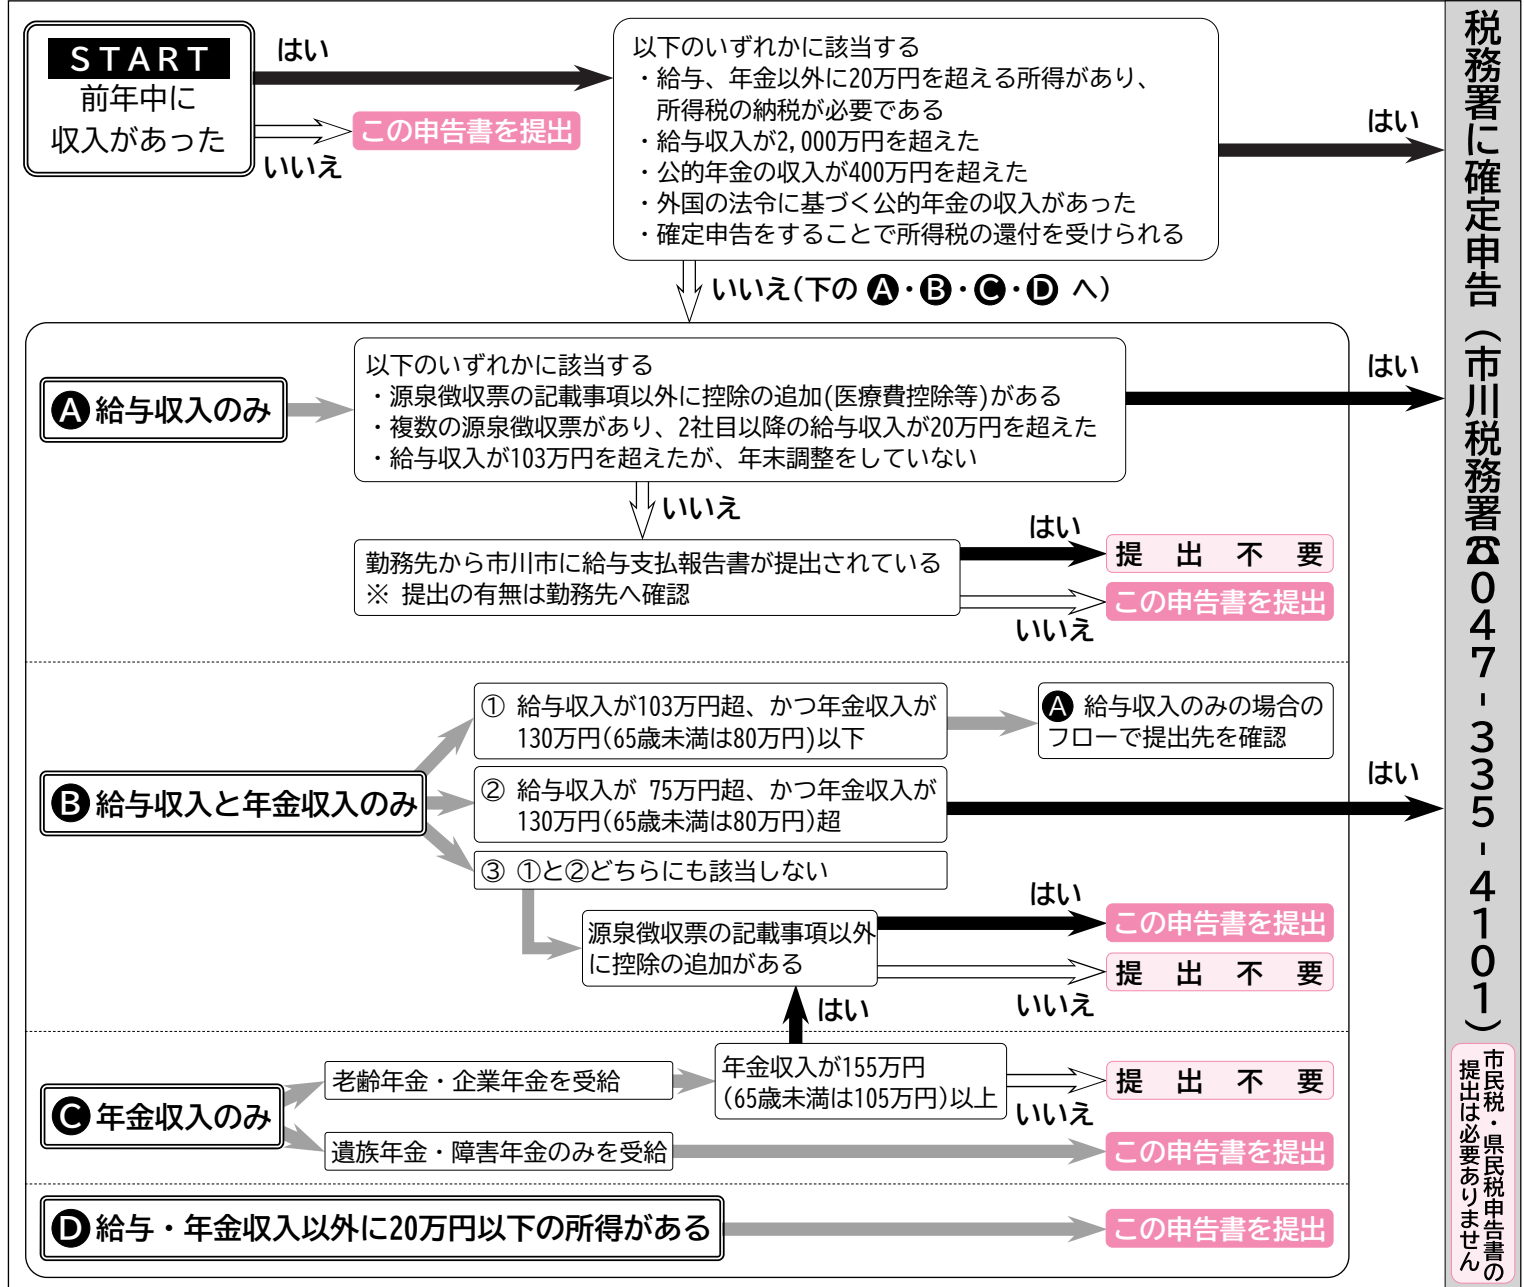 START
前年中に
収入があった
はい
いいえ
この申告書を提出
以下のいずれかに該当する
・給与、年金以外に20万円を超える所得があり、
所得税の納税が必要である
・給与収入が2,000万円を超えた
・公的年金の収入が400万円を超えた
・外国の法令に基づく公的年金の収入があった
・確定申告をすることで所得税の還付を受けられる
はい
いいえ(下の A・B・C・D へ)
A 給与収入のみ
以下のいずれかに該当する
・源泉徴収票の記載事項以外に控除の追加(医療費控除等)がある
・複数の源泉徴収票があり、2社目以降の給与収入が20万円を超えた
・給与収入が103万円を超えたが、年末調整をしていない
はい
いいえ
勤務先から市川市に給与支払報告書が提出されている
※ 提出の有無は勤務先へ確認
はい
提出不要
この申告書を提出
いいえ
B 給与収入と年金収入のみ
① 給与収入が103万円超、かつ年金収入が
130万円(65歳未満は80万円)以下
A 給与収入のみの場合の
フローで提出先を確認
② 給与収入が 75万円超、かつ年金収入が
130万円(65歳未満は80万円)超
はい
③ ①と②どちらにも該当しない
源泉徴収票の記載事項以外
に控除の追加がある
はい
この申告書を提出
提出不要
いいえ
はい
C 年金収入のみ
老齢年金・企業年金を受給
年金収入が155万円
(65歳未満は105万円)以上
提出不要
いいえ
遺族年金・障害年金のみを受給
この申告書を提出
D 給与・年金収入以外に20万円以下の所得がある
この申告書を提出
税務署に確定申告(市川税務署☎047-335-4101)
市民税・県民税申告書の
提出は必要ありません